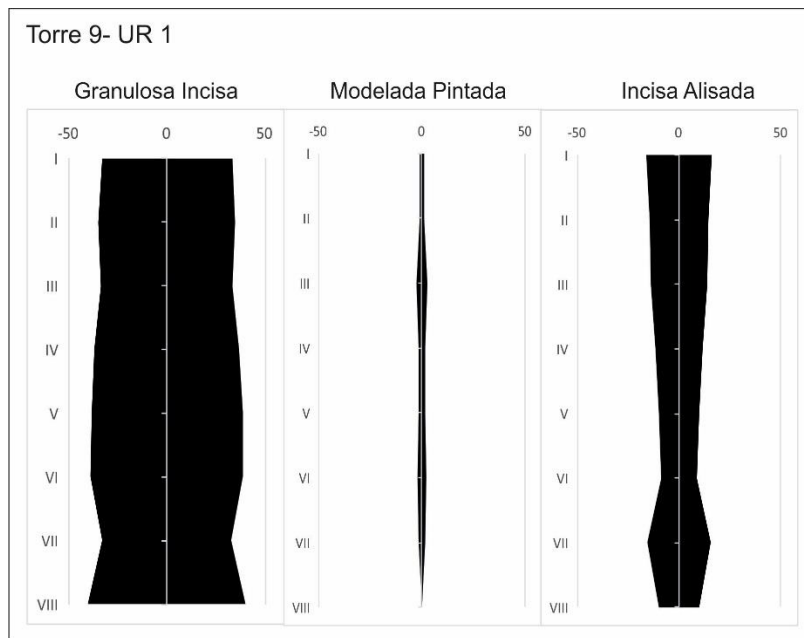 Torre 9- UR 1
Granulosa Incisa
-50 0 50
I
II
III
IV
V
VI
VII
VIII
Modelada Pintada
-50 0 50
I
II
III
IV
V
VI
VII
VIII
Incisa Alisada
-50 0 50
I
II
III
IV
V
VI
VII
VIII